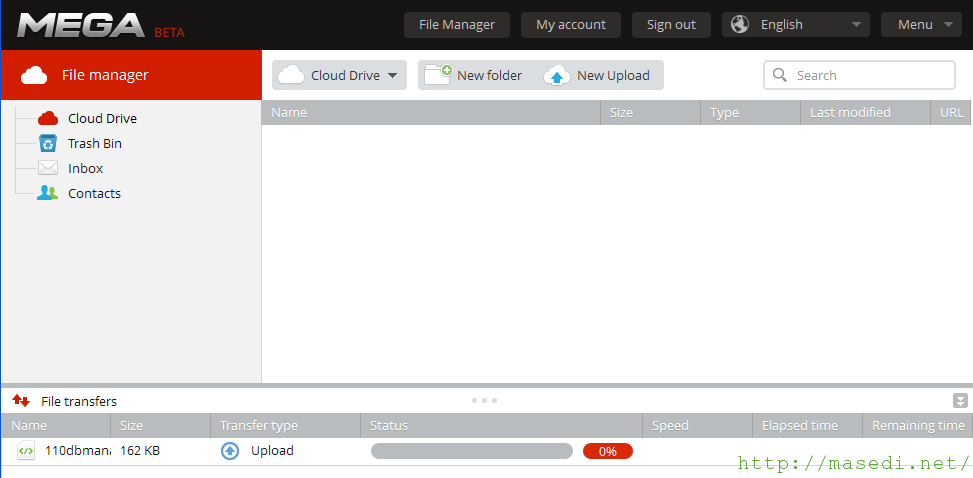 MEGA BETA File Manager My account Sign out English Menu
File manager Cloud Drive New folder New Upload Search
Name Size Type Last modified URL
Cloud Drive
Trash Bin
Inbox
Contacts
File transfers
Name Size Transfer type Status Speed Elapsed time Remaining time
110dbmana 162 KB Upload 0%
http://masedi.net/